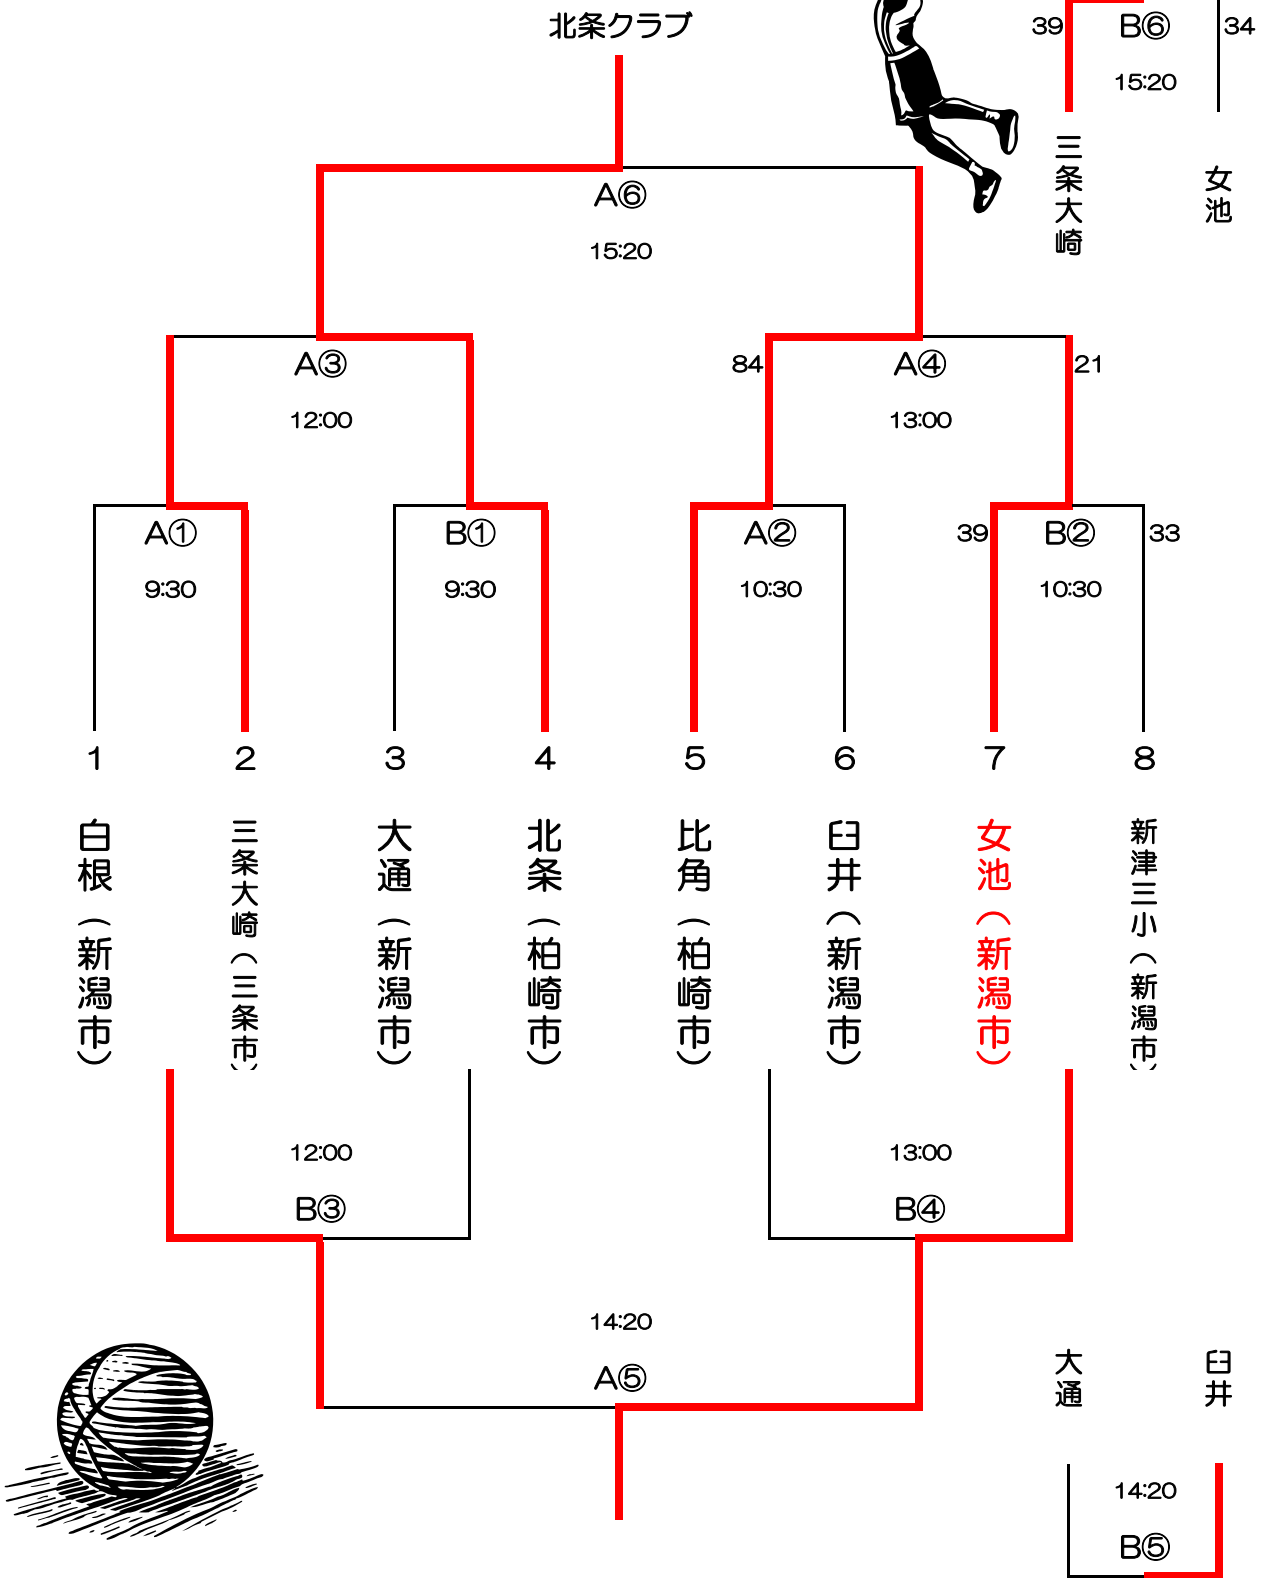 北条クラブ
39 B⑥ 34
15:20
三条大崎
女池
A⑥
15:20
A③
12:00
84 A④ 21
13:00
A①
9:30
B①
9:30
A②
10:30
39 B② 33
10:30
1 2 3 4 5 6 7 8
白根(新潟市)
三条大崎(三条市)
大通(新潟市)
北条(柏崎市)
比角(柏崎市)
臼井(新潟市)
女池(新潟市)
新津三小(新潟市)
12:00
B③
13:00
B④
14:20
A⑤
大通
臼井
14:20
B⑤